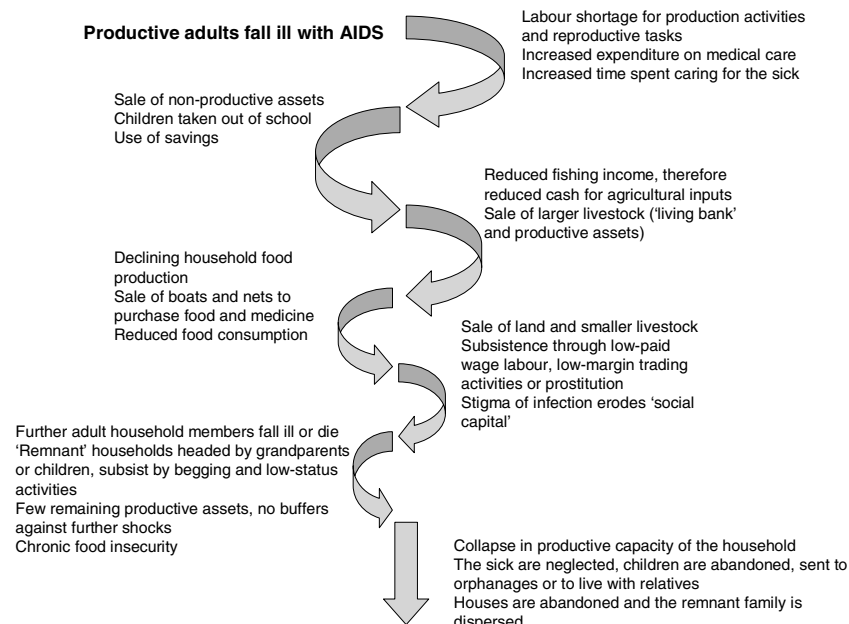 Productive adults fall ill with AIDS
Labour shortage for production activities
and reproductive tasks
Increased expenditure on medical care
Increased time spent caring for the sick
Sale of non-productive assets
Children taken out of school
Use of savings
Reduced fishing income, therefore
reduced cash for agricultural inputs
Sale of larger livestock (‘living bank’
and productive assets)
Declining household food
production
Sale of boats and nets to
purchase food and medicine
Reduced food consumption
Sale of land and smaller livestock
Subsistence through low-paid
wage labour, low-margin trading
activities or prostitution
Stigma of infection erodes ‘social
capital’
Further adult household members fall ill or die
‘Remnant’ households headed by grandparents
or children, subsist by begging and low-status
activities
Few remaining productive assets, no buffers
against further shocks
Chronic food insecurity
Collapse in productive capacity of the household
The sick are neglected, children are abandoned, sent to
orphanages or to live with relatives
Houses are abandoned and the remnant family is
dispersed